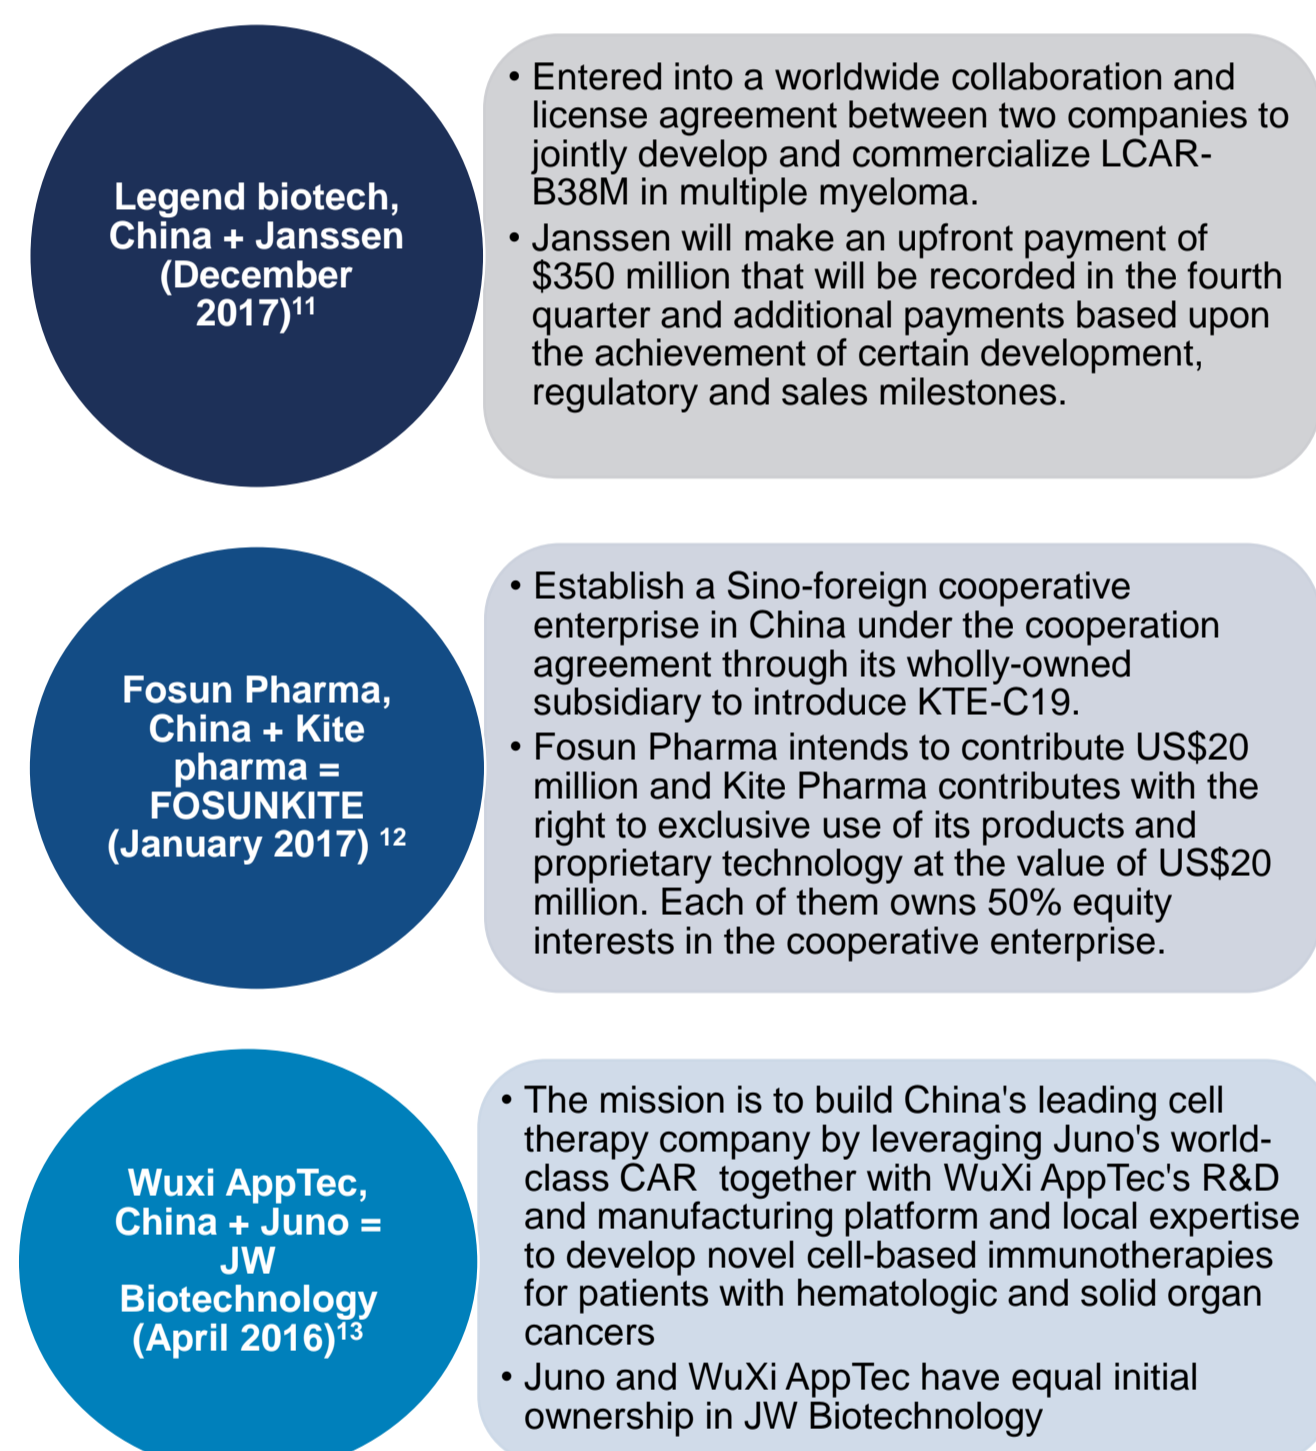 Legend biotech,
China + Janssen
(December
2017)11
• Entered into a worldwide collaboration and
license agreement between two companies to
jointly develop and commercialize LCAR-
B38M in multiple myeloma.
• Janssen will make an upfront payment of
$350 million that will be recorded in the fourth
quarter and additional payments based upon
the achievement of certain development,
regulatory and sales milestones.
Fosun Pharma,
China + Kite
pharma =
FOSUNKITE
(January 2017) 12
• Establish a Sino-foreign cooperative
enterprise in China under the cooperation
agreement through its wholly-owned
subsidiary to introduce KTE-C19.
• Fosun Pharma intends to contribute US$20
million and Kite Pharma contributes with the
right to exclusive use of its products and
proprietary technology at the value of US$20
million. Each of them owns 50% equity
interests in the cooperative enterprise.
Wuxi AppTec,
China + Juno =
JW
Biotechnology
(April 2016)13
• The mission is to build China's leading cell
therapy company by leveraging Juno's world-
class CAR  together with WuXi AppTec's R&D
and manufacturing platform and local expertise
to develop novel cell-based immunotherapies
for patients with hematologic and solid organ
cancers
• Juno and WuXi AppTec have equal initial
ownership in JW Biotechnology